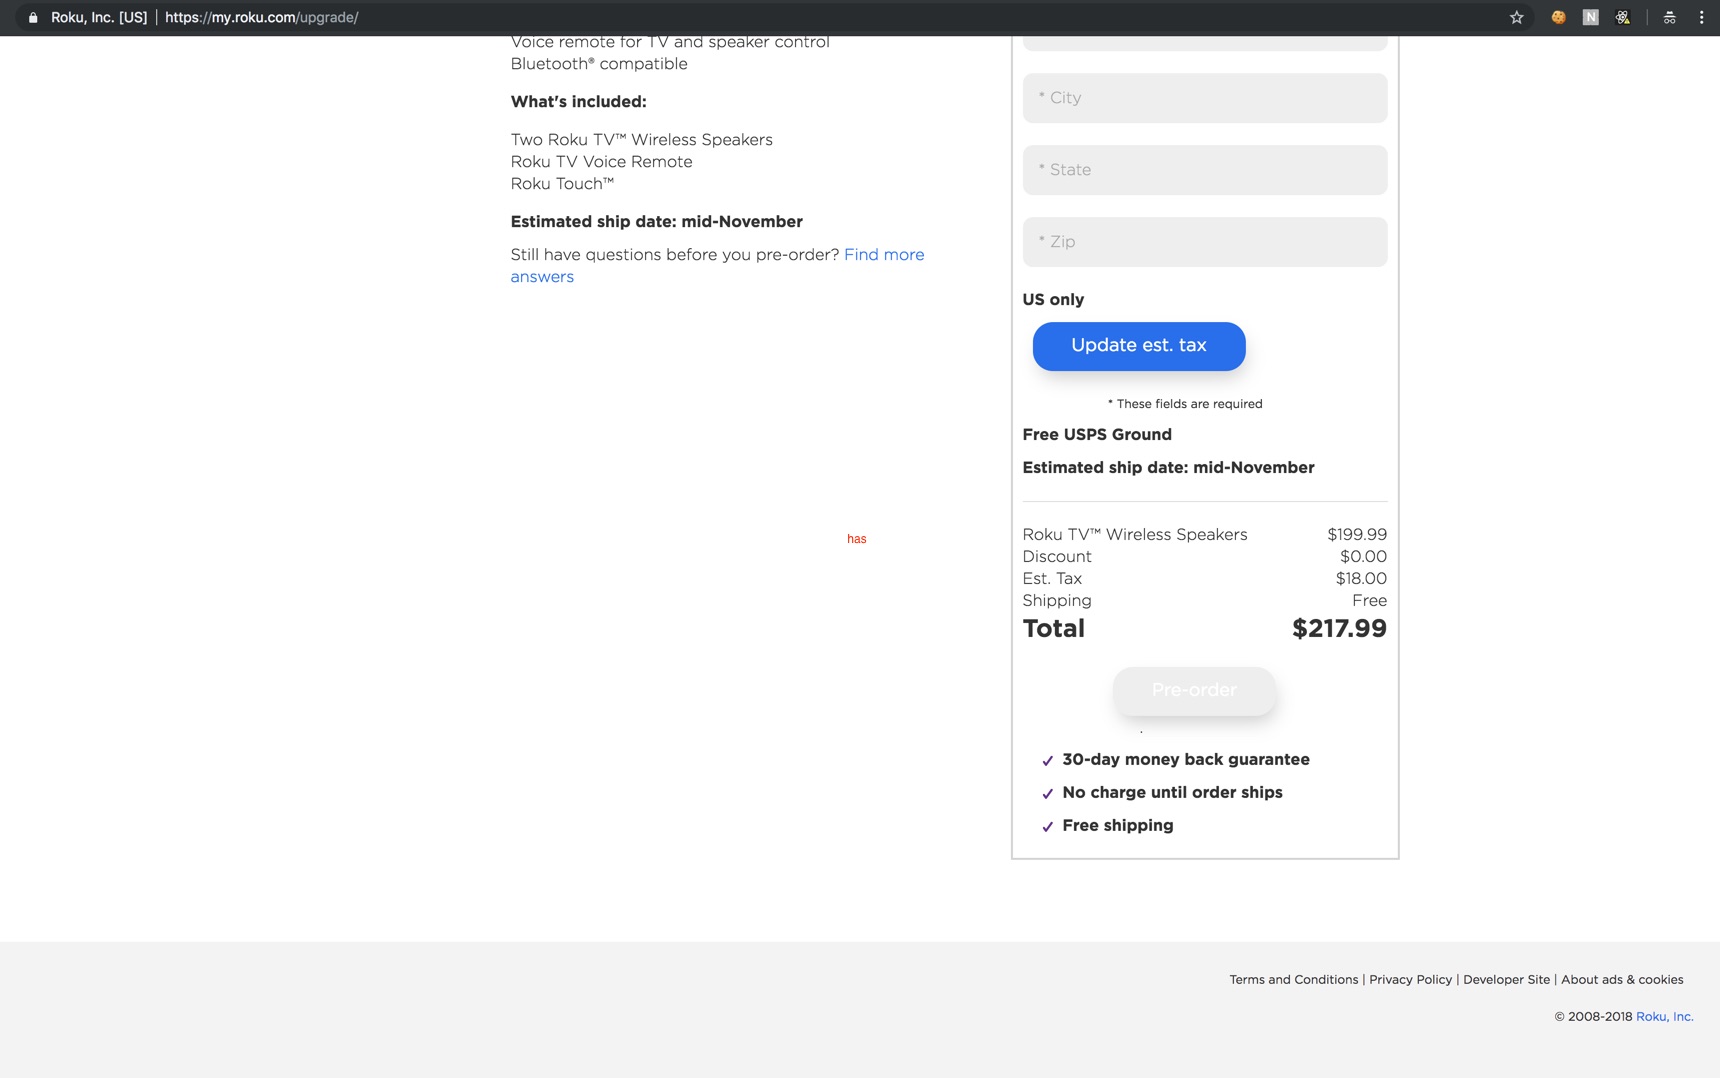 Roku, Inc. [US] | https://my.roku.com/upgrade/
N
Voice remote for TV and speaker control
Bluetooth® compatible
What's included:
Two Roku TV™ Wireless Speakers
Roku TV Voice Remote
Roku Touch™
Estimated ship date: mid-November
Still have questions before you pre-order? Find more
answers
has
* City
* State
* Zip
US only
Update est. tax
* These fields are required
Free USPS Ground
Estimated ship date: mid-November
Roku TV™ Wireless Speakers $199.99
Discount $0.00
Est. Tax $18.00
Shipping Free
Total $217.99
Pre-order
.
✓ 30-day money back guarantee
✓ No charge until order ships
✓ Free shipping
Terms and Conditions | Privacy Policy | Developer Site | About ads & cookies
© 2008-2018 Roku, Inc.